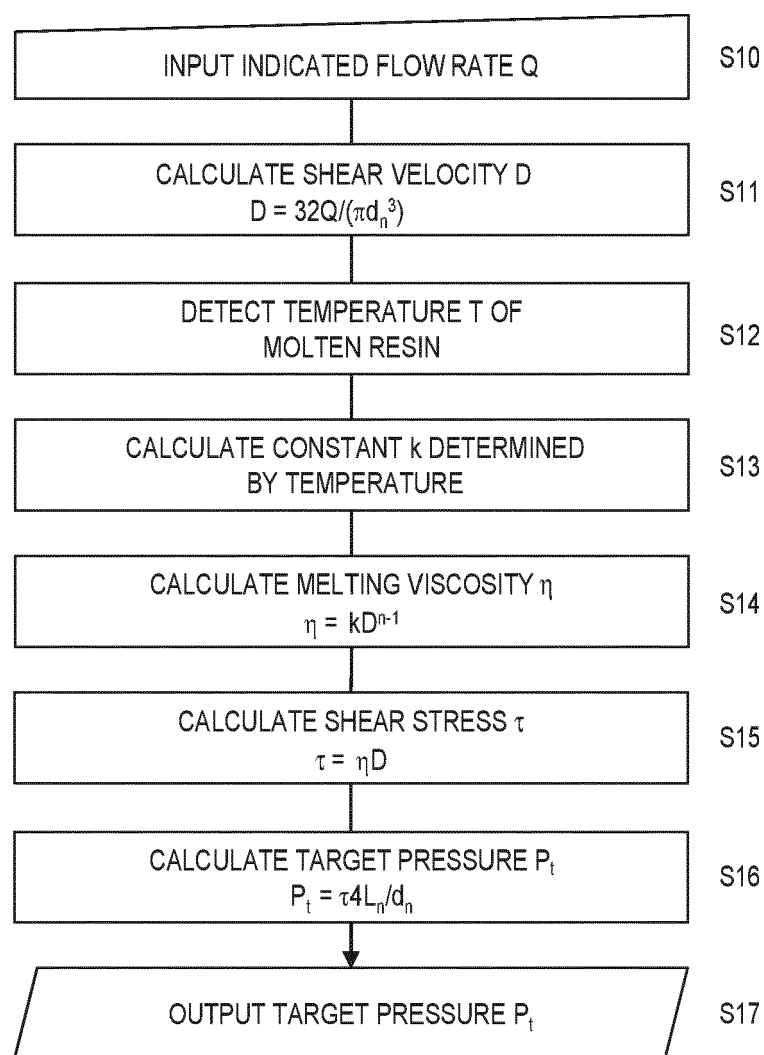 INPUT INDICATED FLOW RATE Q
S10
CALCULATE SHEAR VELOCITY D
D = 32Q/(πdₙ³)
S11
DETECT TEMPERATURE T OF
MOLTEN RESIN
S12
CALCULATE CONSTANT k DETERMINED
BY TEMPERATURE
S13
CALCULATE MELTING VISCOSITY η
η = kDⁿ⁻¹
S14
CALCULATE SHEAR STRESS τ
τ = ηD
S15
CALCULATE TARGET PRESSURE Pₜ
Pₜ = τ4Lₙ/dₙ
S16
OUTPUT TARGET PRESSURE Pₜ
S17